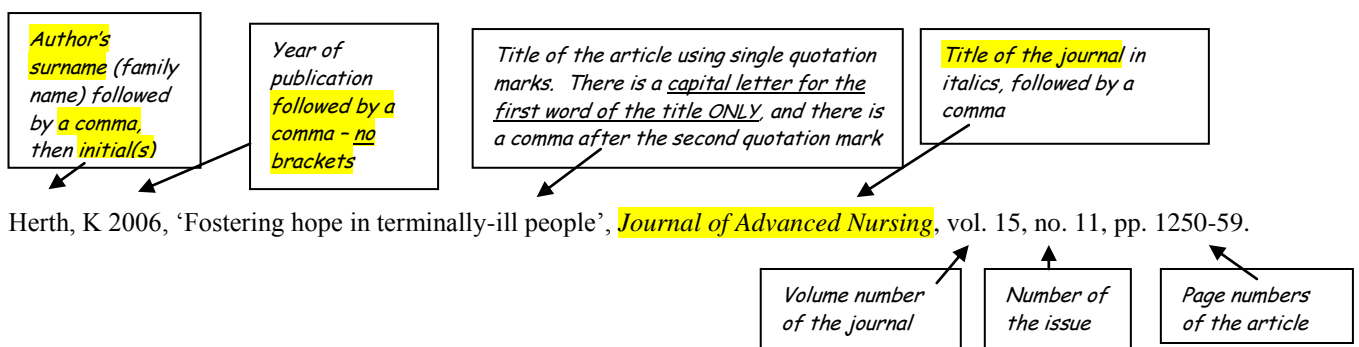 Author's
surname (family
name) followed
by a comma,
then initial(s)
Year of
publication
followed by a
comma – no
brackets
Title of the article using single quotation
marks. There is a capital letter for the
first word of the title ONLY, and there is
a comma after the second quotation mark
Title of the journal in
italics, followed by a
comma
Herth, K 2006, ‘Fostering hope in terminally-ill people’, Journal of Advanced Nursing, vol. 15, no. 11, pp. 1250-59.
Volume number
of the journal
Number of
the issue
Page numbers
of the article